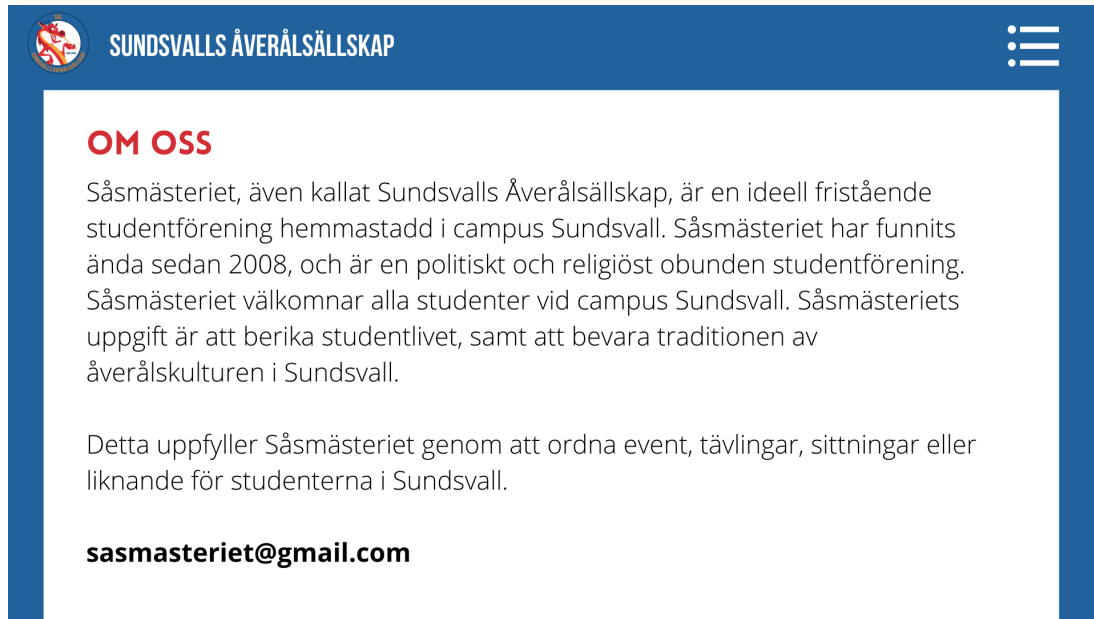 SUNDSVALLS ÅVERÅLSÄLLSKAP
OM OSS
Såsmästeriet, även kallat Sundsvalls Åverålsällskap, är en ideell fristående
studentförening hemmastadd i campus Sundsvall. Såsmästeriet har funnits
ända sedan 2008, och är en politiskt och religiöst obunden studentförening.
Såsmästeriet välkomnar alla studenter vid campus Sundsvall. Såsmästeriets
uppgift är att berika studentlivet, samt att bevara traditionen av
åverålskulturen i Sundsvall.
Detta uppfyller Såsmästeriet genom att ordna event, tävlingar, sittningar eller
liknande för studenterna i Sundsvall.
sasmasteriet@gmail.com